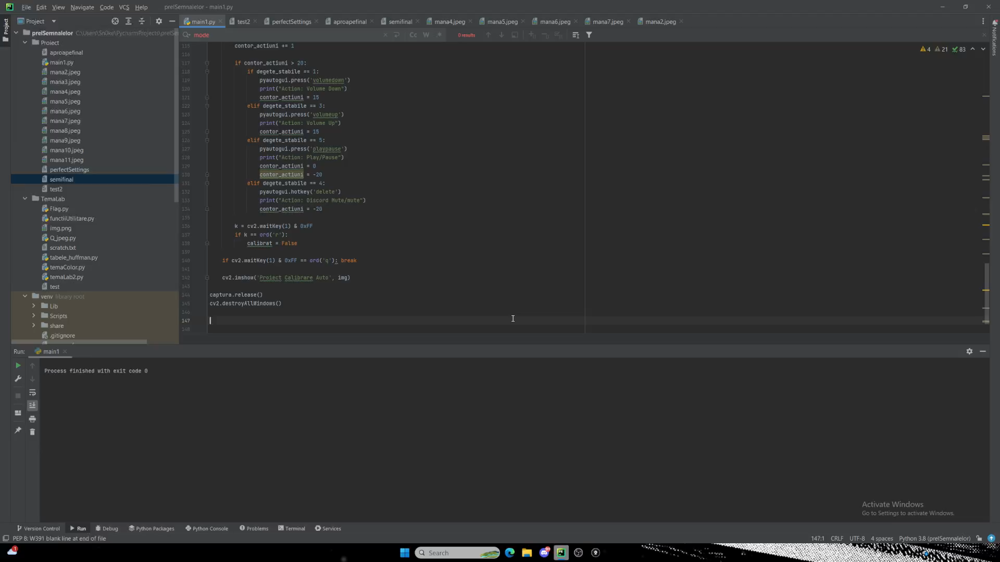 File Edit View Navigate Code VCS Help prelSemnalelor - main1.py
Project
main1.py test2 perfectSettings aproapefinal semifinal mana4.jpeg mana5.jpeg mana6.jpeg mana7.jpeg mana2.jpeg
mode Cc W .* 0 results
4 21 83
Notifications
Project
prelSemnalelor C:\Users\Sn0ke\PycharmProjects\prelSe
Project
aproapefinal
main1.py
mana2.jpeg
mana3.jpeg
mana4.jpeg
mana5.jpeg
mana6.jpeg
mana7.jpeg
mana8.jpeg
mana9.jpeg
mana10.jpeg
mana11.jpeg
perfectSettings
semifinal
test2
TemaLab
Flag.py
functiiUtilitare.py
img.png
Q_jpeg.py
scratch.txt
tabele_huffman.py
temaColor.py
temaLab2.py
test
venv library root
Lib
Scripts
share
.gitignore
115 contor_actiuni += 1
116
117 if contor_actiuni > 20:
118 if degete_stabile == 1:
119 pyautogui.press('volumedown')
120 print("Action: Volume Down")
121 contor_actiuni = 15
122 elif degete_stabile == 3:
123 pyautogui.press('volumeup')
124 print("Action: Volume Up")
125 contor_actiuni = 15
126 elif degete_stabile == 5:
127 pyautogui.press('playpause')
128 print("Action: Play/Pause")
129 contor_actiuni = 0
130 contor_actiuni = -20
131 elif degete_stabile == 4:
132 pyautogui.hotkey('delete')
133 print("Action: Discord Mute/mute")
134 contor_actiuni = -20
135
136 k = cv2.waitKey(1) & 0xFF
137 if k == ord('r'):
138 calibrat = False
139
140 if cv2.waitKey(1) & 0xFF == ord('q'): break
141
142 cv2.imshow('Proiect Calibrare Auto', img)
143
144 captura.release()
145 cv2.destroyAllWindows()
146
147
148
Run: main1
Process finished with exit code 0
Activate Windows
Go to Settings to activate Windows.
Version Control Run Debug Python Packages Python Console Problems Terminal Services
PEP 8: W391 blank line at end of file 147:1 CRLF UTF-8 4 spaces Python 3.8 (prelSemnalelor)
1 Search